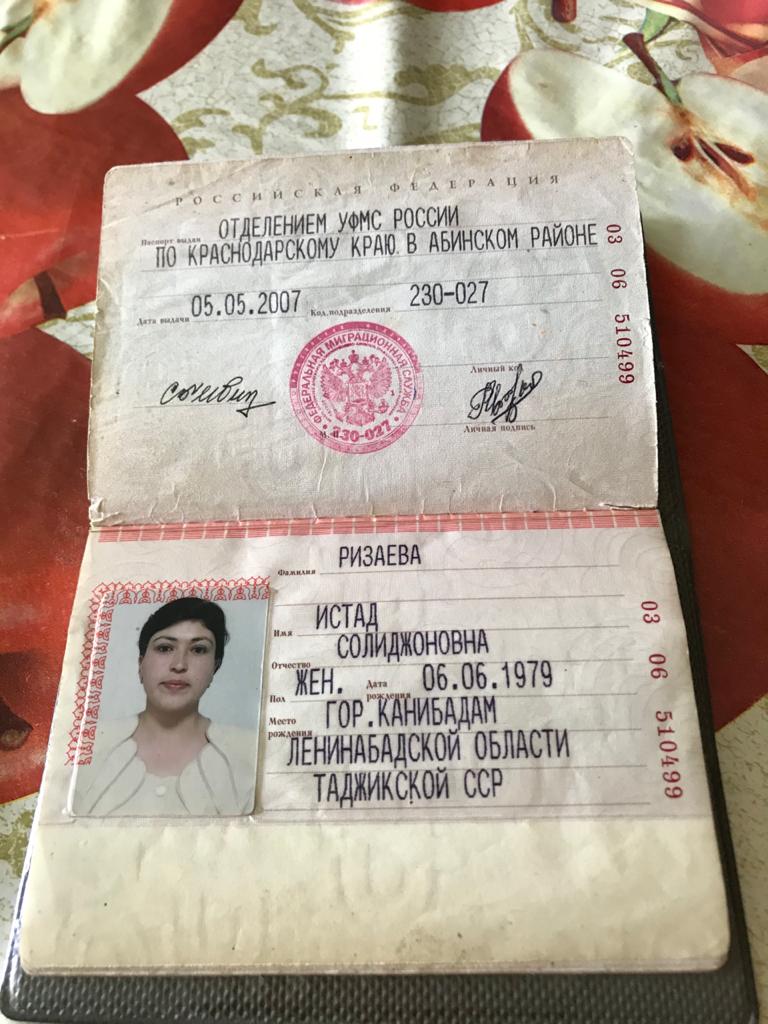 РОССИЙСКАЯ ФЕДЕРАЦИЯ
Паспорт выдан ОТДЕЛЕНИЕМ УФМС РОССИИ
ПО КРАСНОДАРСКОМУ КРАЮ В АБИНСКОМ РАЙОНЕ
Дата выдачи 05.05.2007 Код подразделения 230-027
03 06 510499
ФЕДЕРАЛЬНАЯ МИГРАЦИОННАЯ СЛУЖБА
230-027
М.П.
Личный код
Личная подпись
Фамилия РИЗАЕВА
Имя ИСТАД
Отчество СОЛИДЖОНОВНА
Пол ЖЕН. Дата рождения 06.06.1979
Место рождения ГОР.КАНИБАДАМ
ЛЕНИНАБАДСКОЙ ОБЛАСТИ
ТАДЖИКСКОЙ ССР
03 06 510499